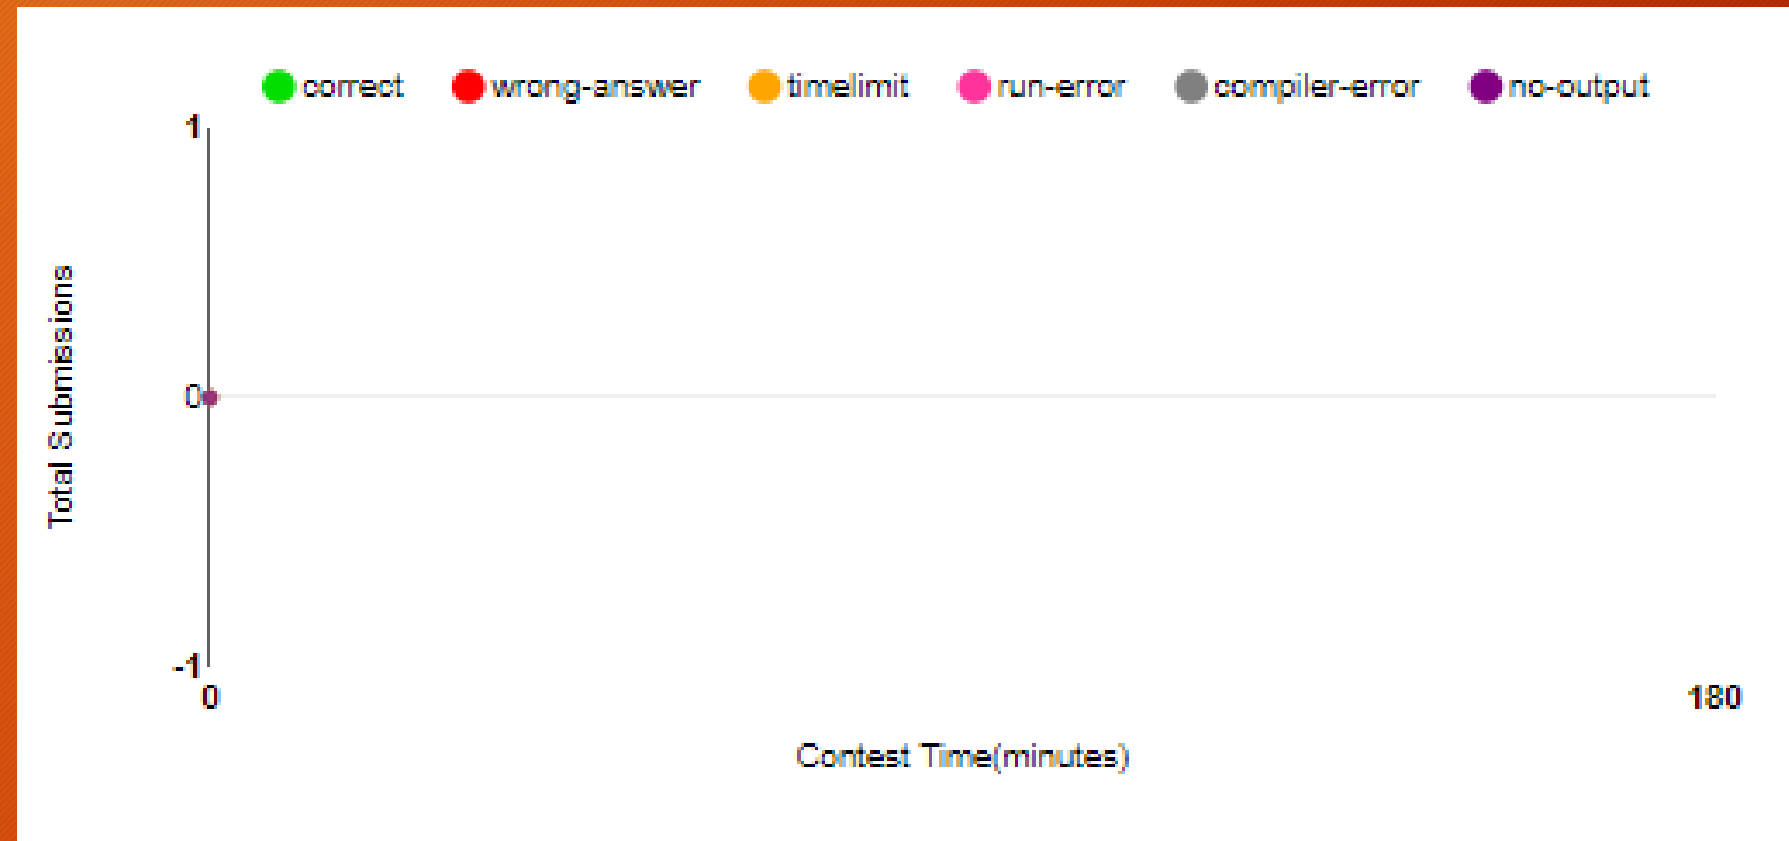 correct wrong-answer timelimit run-error compiler-error no-output
1
Total Submissions
0
-1
0 180
Contest Time(minutes)